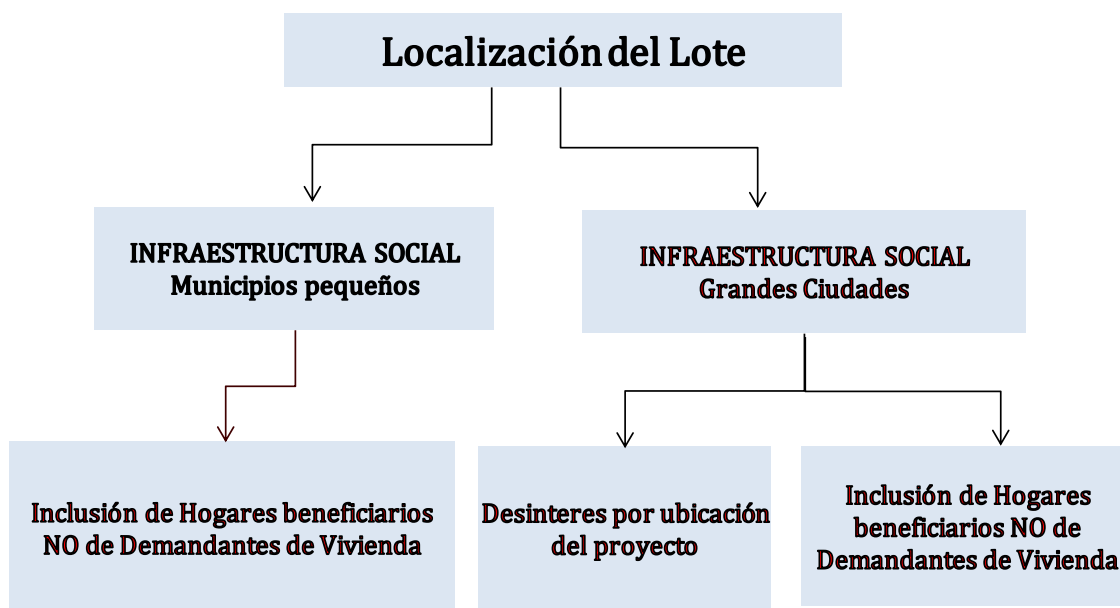 Localización del Lote
INFRAESTRUCTURA SOCIAL
Municipios pequeños
INFRAESTRUCTURA SOCIAL
Grandes Ciudades
Inclusión de Hogares beneficiarios
NO de Demandantes de Vivienda
Desinteres por ubicación
del proyecto
Inclusión de Hogares
beneficiarios NO de
Demandantes de Vivienda